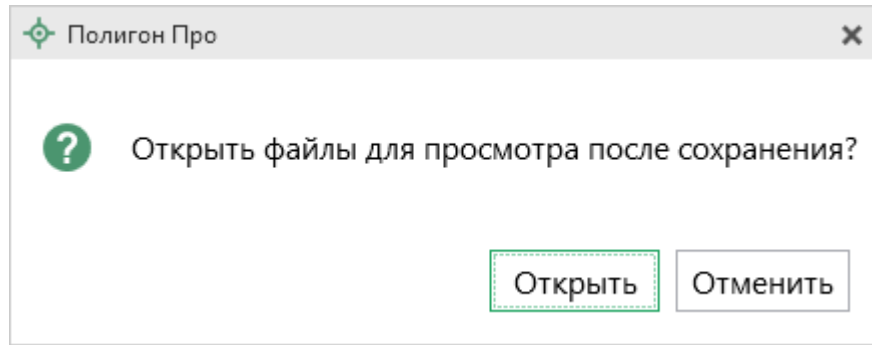 Полигон Про
Открыть файлы для просмотра после сохранения?
Открыть Отменить